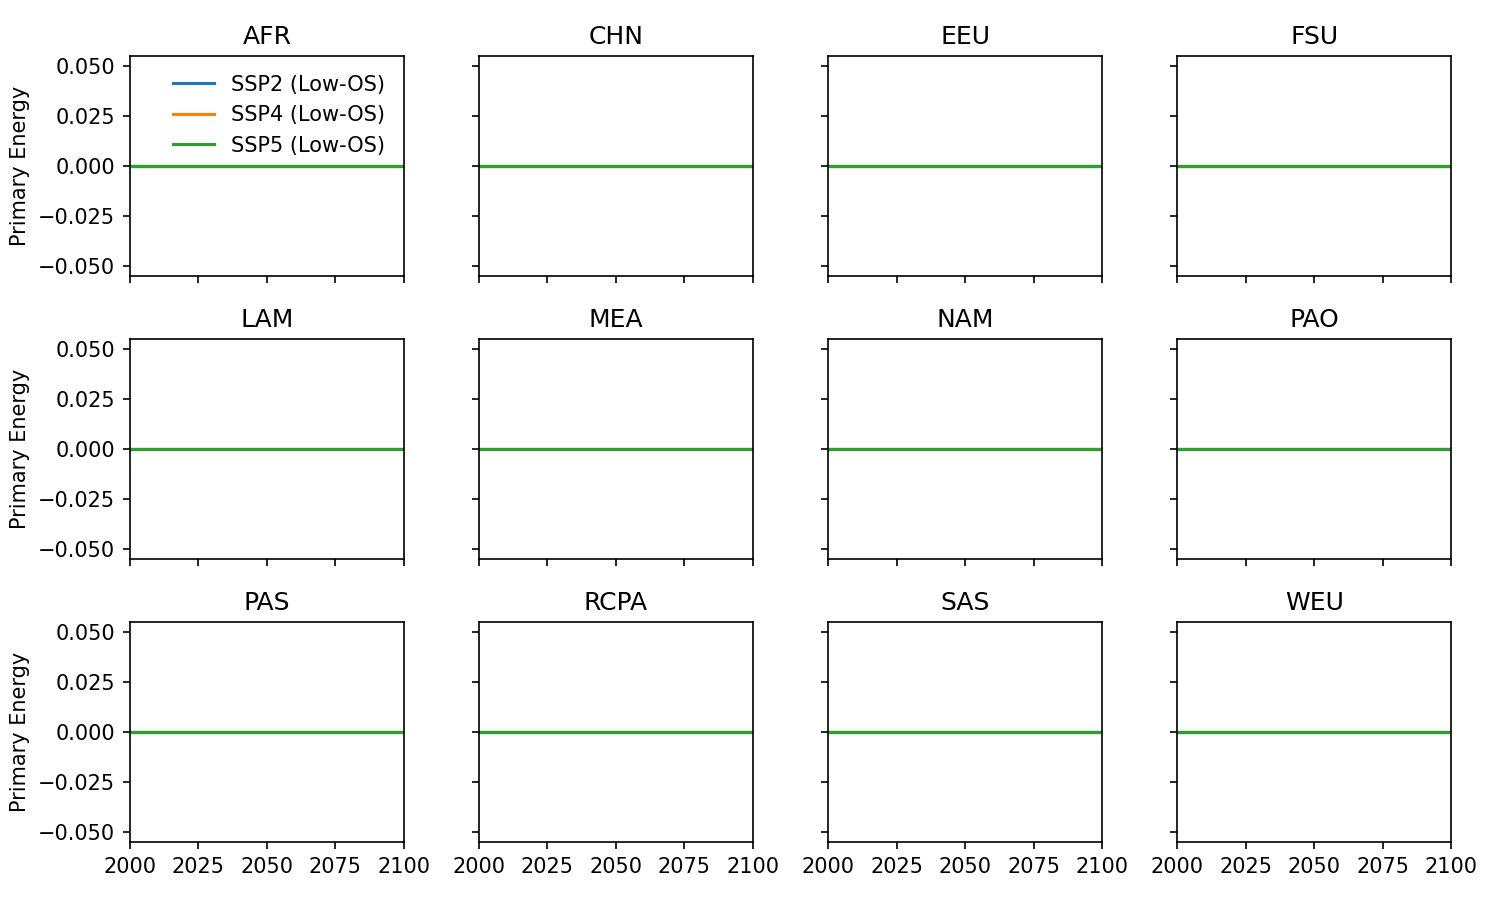 AFR CHN EEU FSU
Primary Energy
0.050
0.025
0.000
−0.025
−0.050
SSP2 (Low-OS)
SSP4 (Low-OS)
SSP5 (Low-OS)
LAM MEA NAM PAO
Primary Energy
0.050
0.025
0.000
−0.025
−0.050
PAS RCPA SAS WEU
Primary Energy
0.050
0.025
0.000
−0.025
−0.050
2000 2025 2050 2075 2100 2000 2025 2050 2075 2100 2000 2025 2050 2075 2100 2000 2025 2050 2075 2100